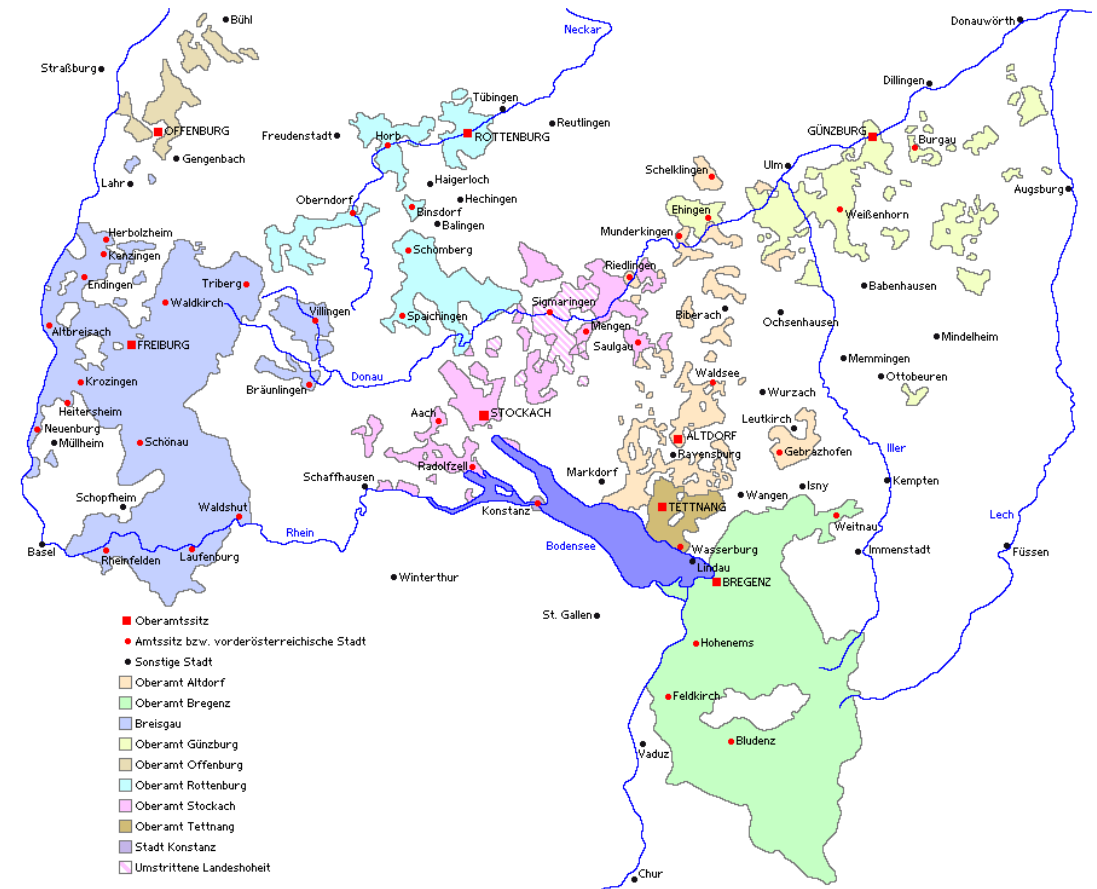 Bühl
Neckar
Donauwörth
Straßburg
Dillingen
Tübingen
Reutlingen
OFFENBURG
Freudenstadt
Horb
ROTTENBURG
GÜNZBURG
Burgau
Gengenbach
Ulm
Schelklingen
Lahr
Haigerloch
Augsburg
Hechingen
Oberndorf
Binsdorf
Balingen
Ehingen
Weißenhorn
Herbolzheim
Kenzingen
Munderkingen
Schömberg
Riedlingen
Endingen
Triberg
Babenhausen
Waldkirch
Sigmaringen
Villingen
Spaichingen
Biberach
Ochsenhausen
Altbreisach
Mengen
Saulgau
Mindelheim
FREIBURG
Memmingen
Donau
Waldsee
Ottobeuren
Krozingen
Bräunlingen
Wurzach
Heitersheim
Aach
STOCKACH
Leutkirch
Neuenburg
Müllheim
Schönau
ALTDORF
Iller
Ravensburg
Gebrazhofen
Radolfzell
Markdorf
Schaffhausen
Kempten
Isny
Schopfheim
Wangen
Waldshut
Konstanz
TETTNANG
Lech
Weitnau
Rhein
Bodensee
Basel
Rheinfelden
Laufenburg
Wasserburg
Immenstadt
Füssen
Lindau
Winterthur
BREGENZ
St. Gallen
Oberamtssitz
Amtssitz bzw. vorderösterreichische Stadt
Hohenems
Sonstige Stadt
Oberamt Altdorf
Feldkirch
Oberamt Bregenz
Breisgau
Bludenz
Oberamt Günzburg
Vaduz
Oberamt Offenburg
Oberamt Rottenburg
Oberamt Stockach
Oberamt Tettnang
Stadt Konstanz
Umstrittene Landeshoheit
Chur